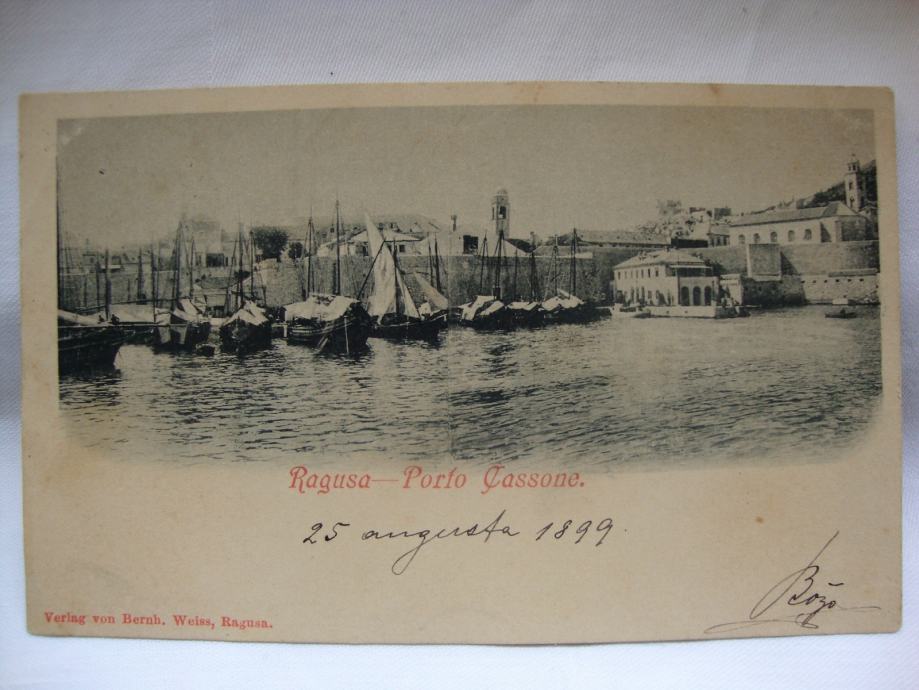 Ragusa — Porto Cassone.
25 augusta 1899.
Božo
Verlag von Bernh. Weiss, Ragusa.